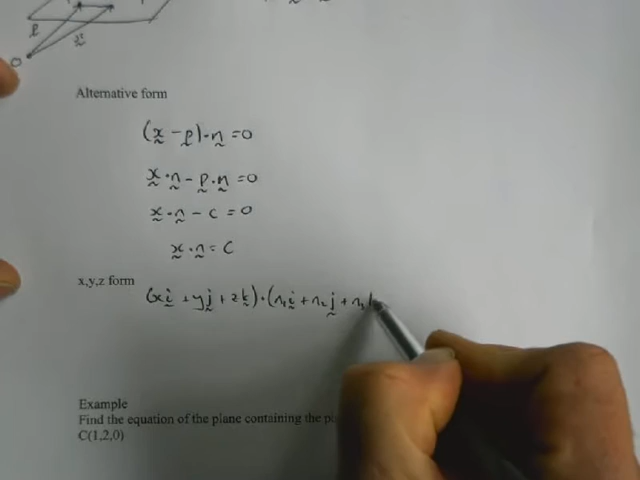 p
x
O
Alternative form
(x - p)·n = 0
x·n - p·n = 0
x·n - c = 0
x·n = c
x,y,z form (xi + yj + zk)·(n₁i + n₂j + n₃
Example
Find the equation of the plane containing the
C(1,2,0)